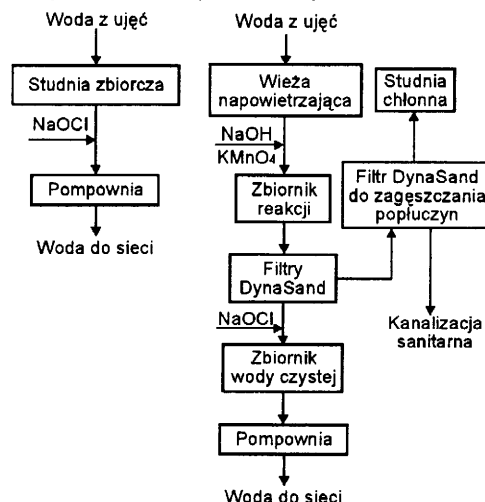 Woda z ujęć
Studnia zbiorcza
NaOCl
Pompownia
Woda do sieci
Woda z ujęć
Wieża
napowietrzająca
NaOH
KMnO4
Zbiornik
reakcji
Filtry
DynaSand
NaOCl
Zbiornik
wody czystej
Pompownia
Woda do sieci
Studnia
chłonna
Filtr DynaSand
do zagęszczania
popłuczyn
Kanalizacja
sanitarna